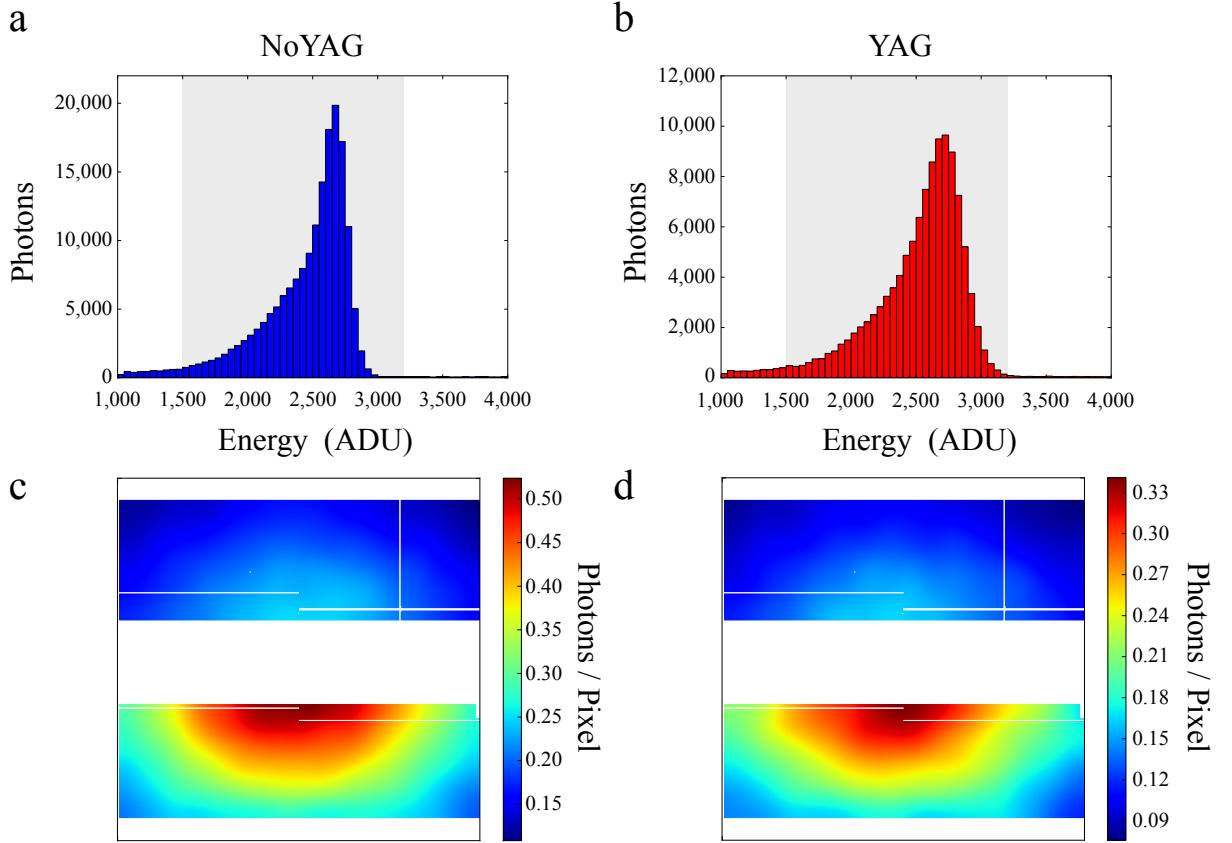 a
NoYAG
20,000
15,000
10,000
5,000
0
1,000 1,500 2,000 2,500 3,000 3,500 4,000
Photons
Energy (ADU)
b
YAG
12,000
10,000
8,000
6,000
4,000
2,000
0
1,000 1,500 2,000 2,500 3,000 3,500 4,000
Photons
Energy (ADU)
c
0.50
0.45
0.40
0.35
0.30
0.25
0.20
0.15
Photons / Pixel
d
0.33
0.30
0.27
0.24
0.21
0.18
0.15
0.12
0.09
Photons / Pixel